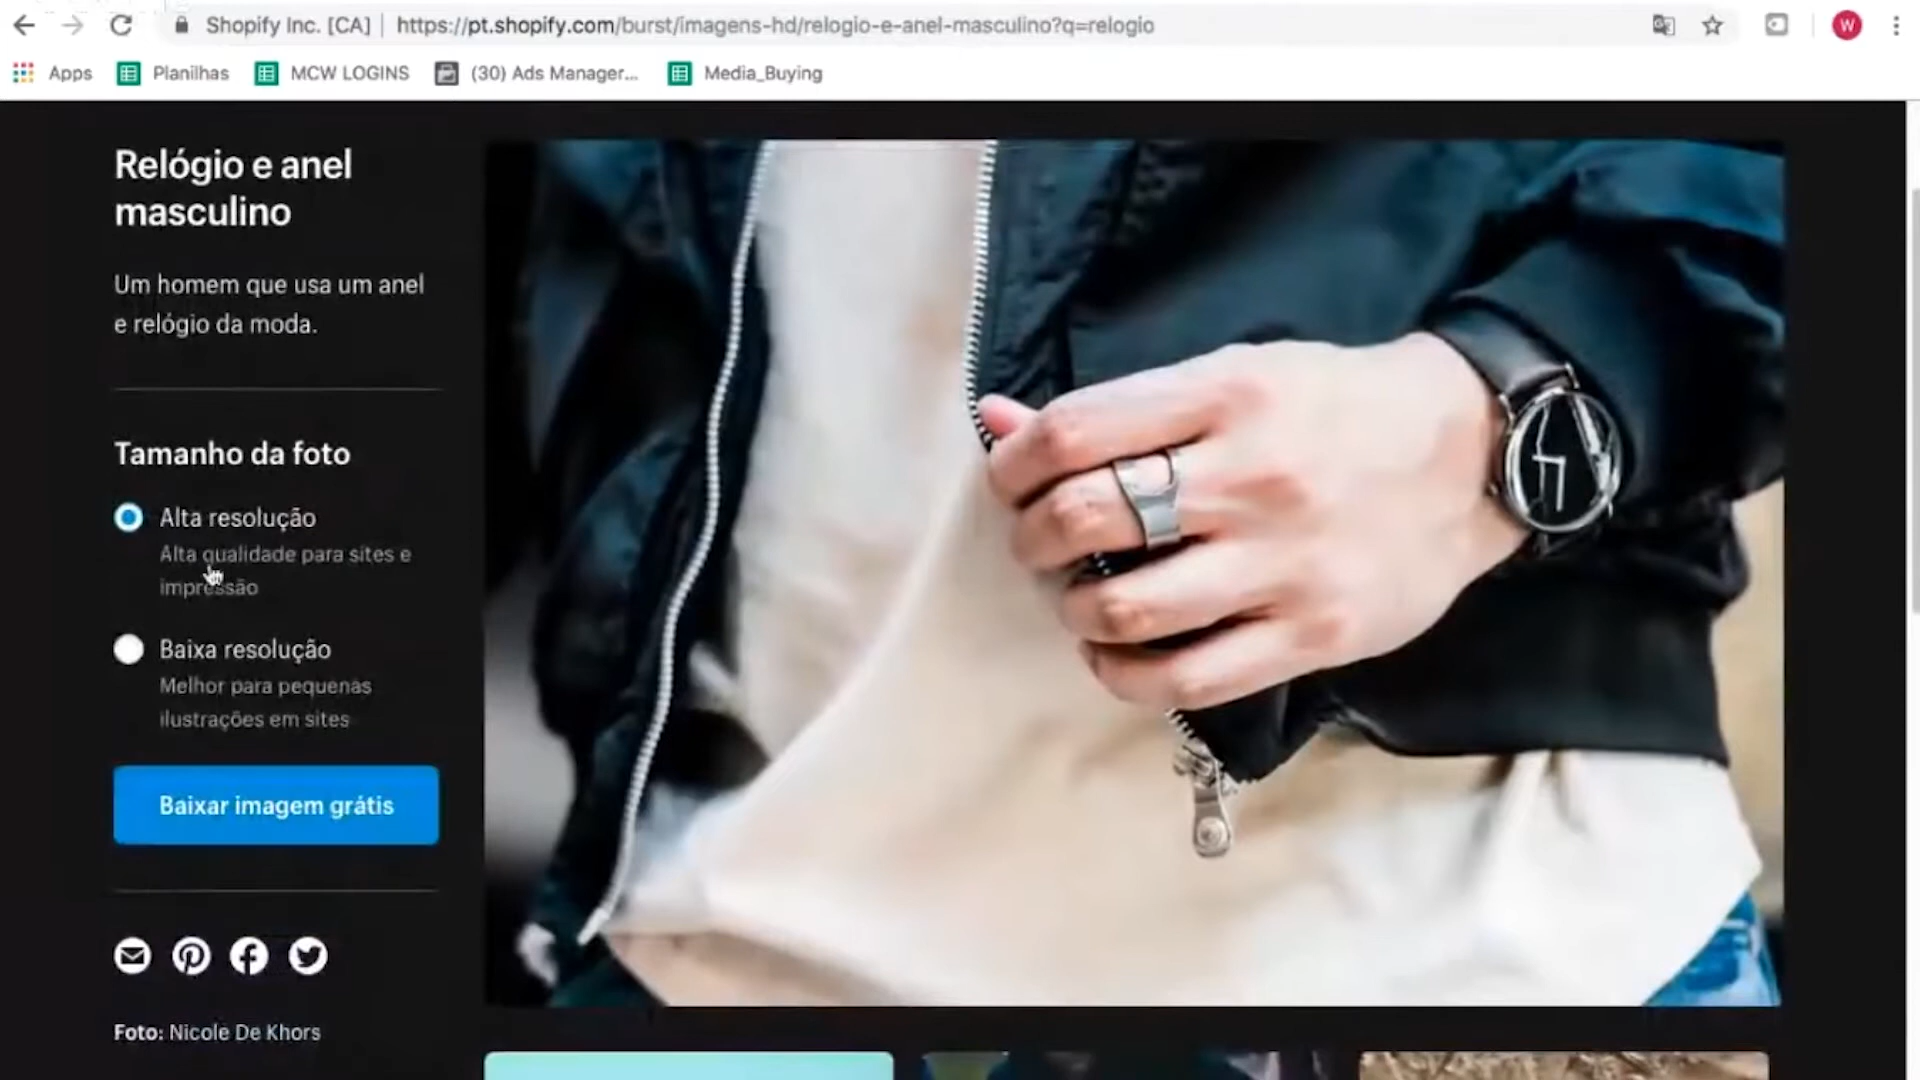 Shopify Inc. [CA] | https://pt.shopify.com/burst/imagens-hd/relogio-e-anel-masculino?q=relogio
W
Apps Planilhas MCW LOGINS (30) Ads Manager... Media_Buying
Relógio e anel
masculino
Um homem que usa um anel
e relógio da moda.
Tamanho da foto
Alta resolução
Alta qualidade para sites e
impressão
Baixa resolução
Melhor para pequenas
ilustrações em sites
Baixar imagem grátis
Foto: Nicole De Khors